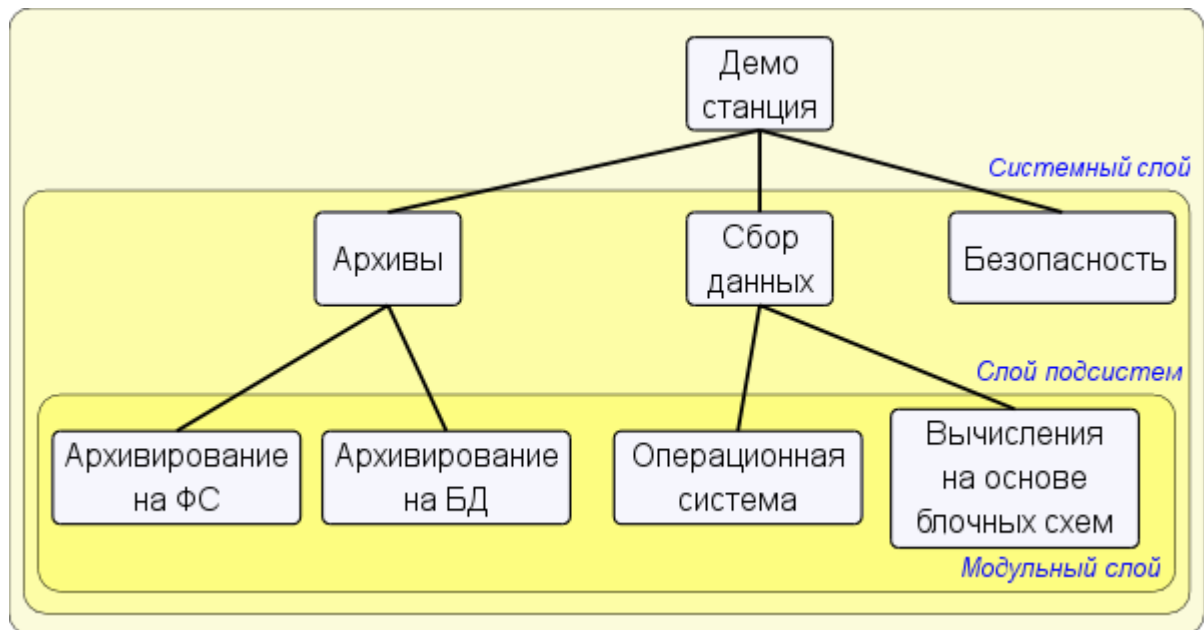 Демо
станция
Системный слой
Архивы
Сбор
данных
Безопасность
Слой подсистем
Архивирование
на ФС
Архивирование
на БД
Операционная
система
Вычисления
на основе
блочных схем
Модульный слой